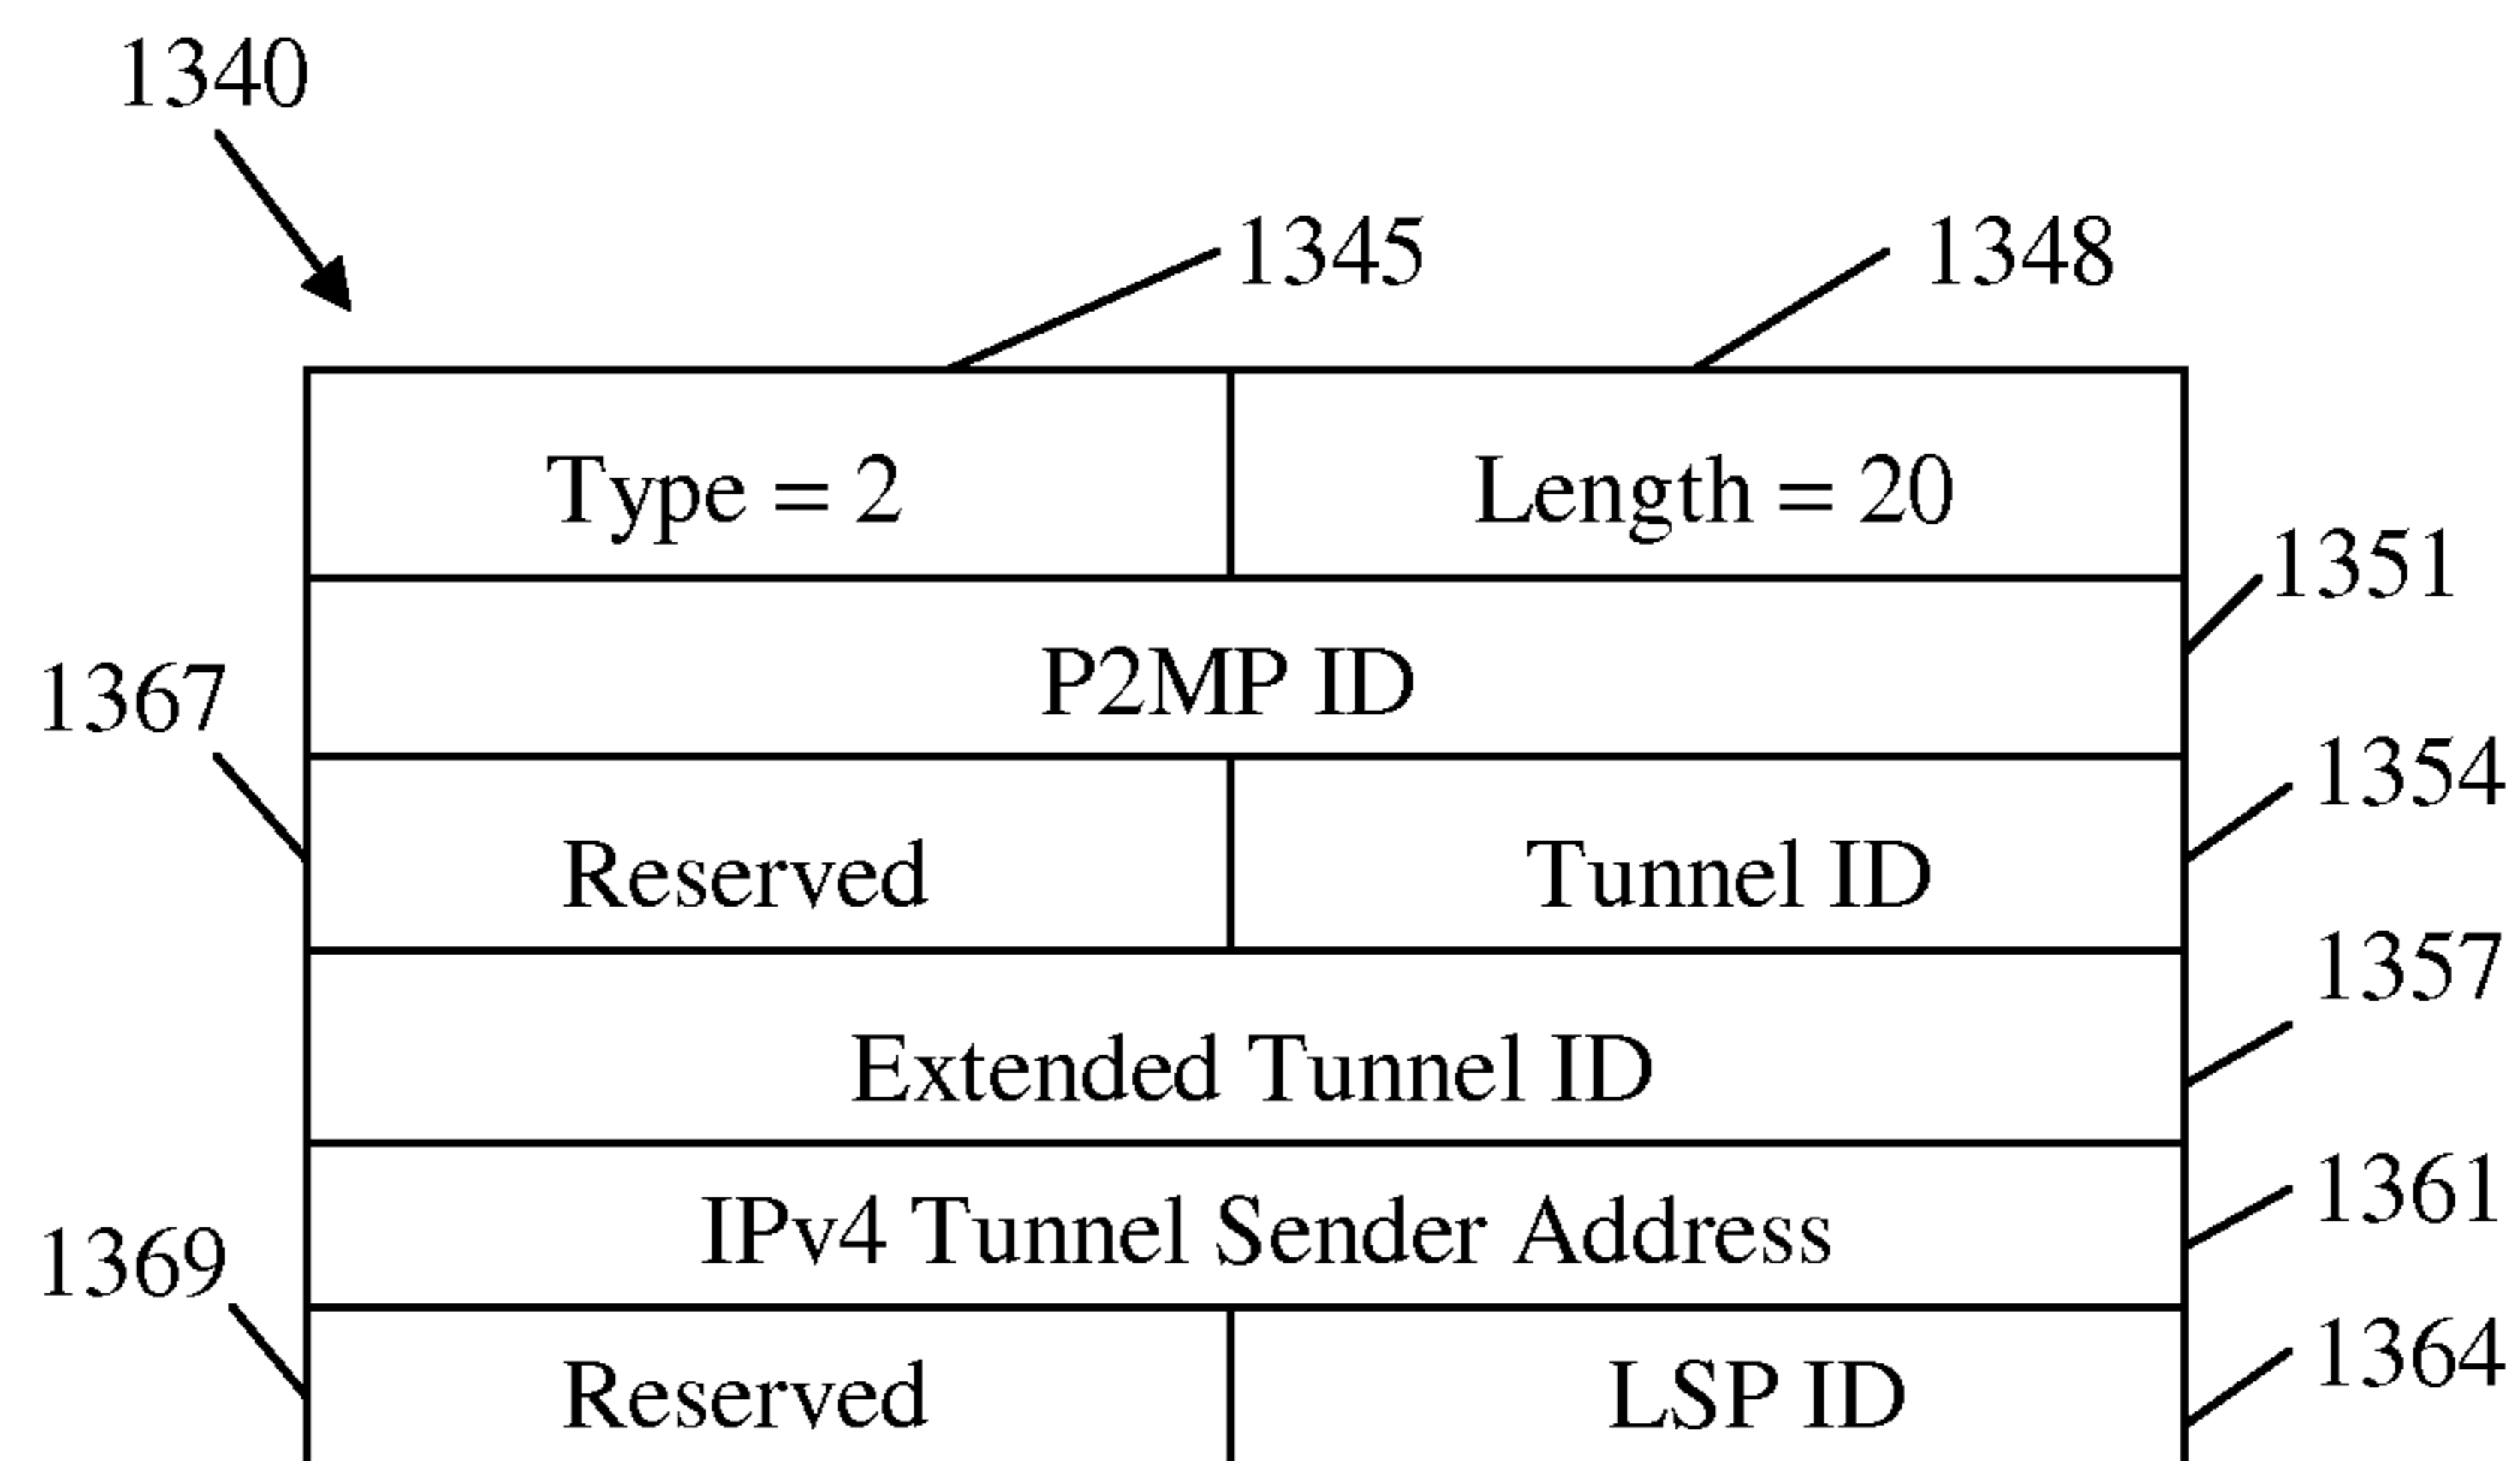 1340
1345 1348
Type = 2 Length = 20
1351
P2MP ID
1367
1354
Reserved Tunnel ID
1357
Extended Tunnel ID
1361
IPv4 Tunnel Sender Address
1369
1364
Reserved LSP ID